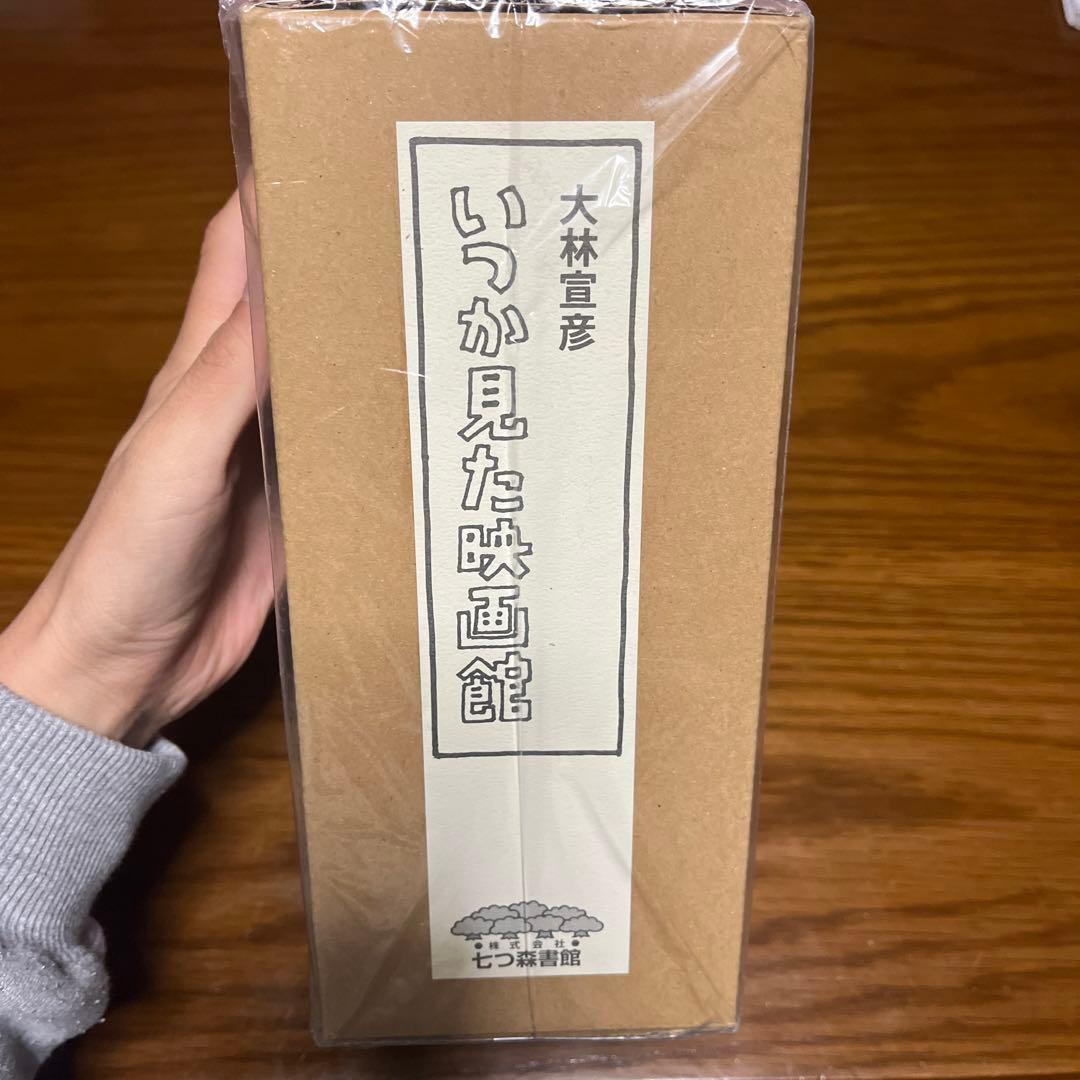 大林宣彦
いつか見た映画館
●株式会社●
七つ森書館